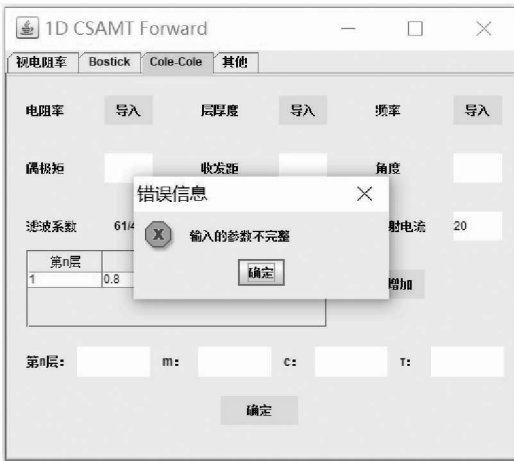 1D CSAMT Forward
视电阻率 Bostick Cole-Cole 其他
电阻率 导入 层厚度 导入 频率 导入
偶极矩 收发距 角度
错误信息
滤波系数 61/4 输入的参数不完整 射电流 20
第n层
确定
1 0.8 增加
第n层: m: c: τ:
确定